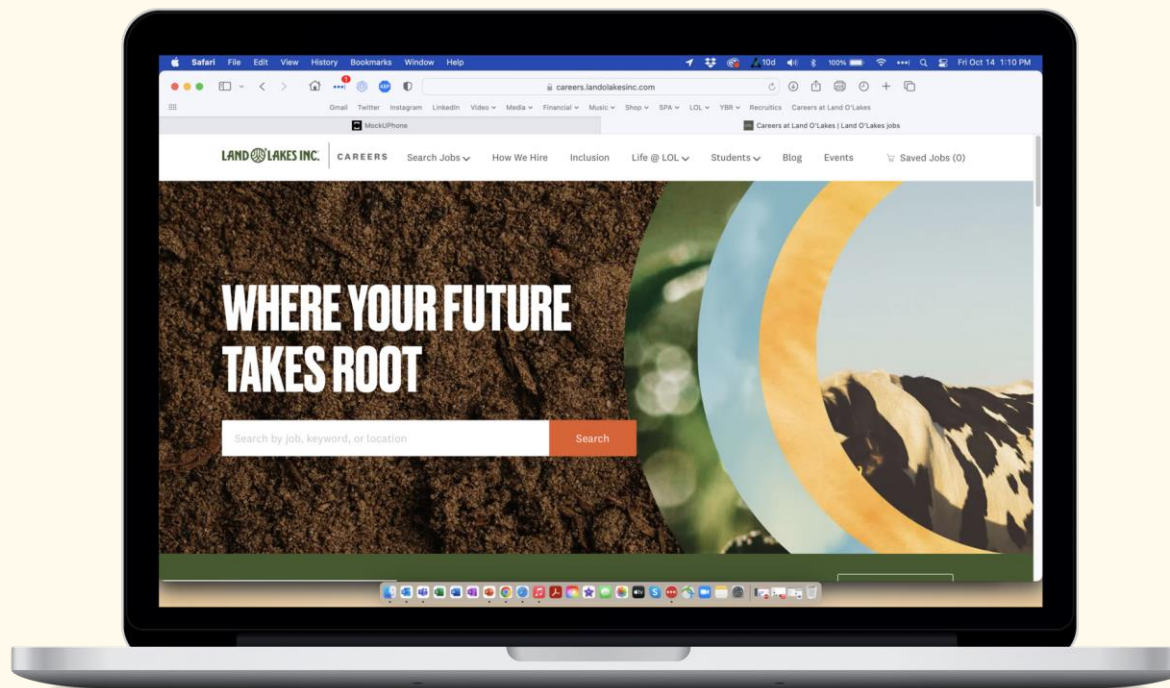 Safari File Edit View History Bookmarks Window Help 10d 100% Fri Oct 14 1:10 PM
1 ABP careers.landolakesinc.com
Gmail Twitter Instagram LinkedIn Video Media Financial Music Shop SPA LOL YBR Recruitics Careers at Land O'Lakes
MockUPhone Careers at Land O'Lakes | Land O'Lakes jobs
LAND O LAKES INC. CAREERS Search Jobs How We Hire Inclusion Life @ LOL Students Blog Events Saved Jobs (0)
WHERE YOUR FUTURE
TAKES ROOT
Search by job, keyword, or location Search